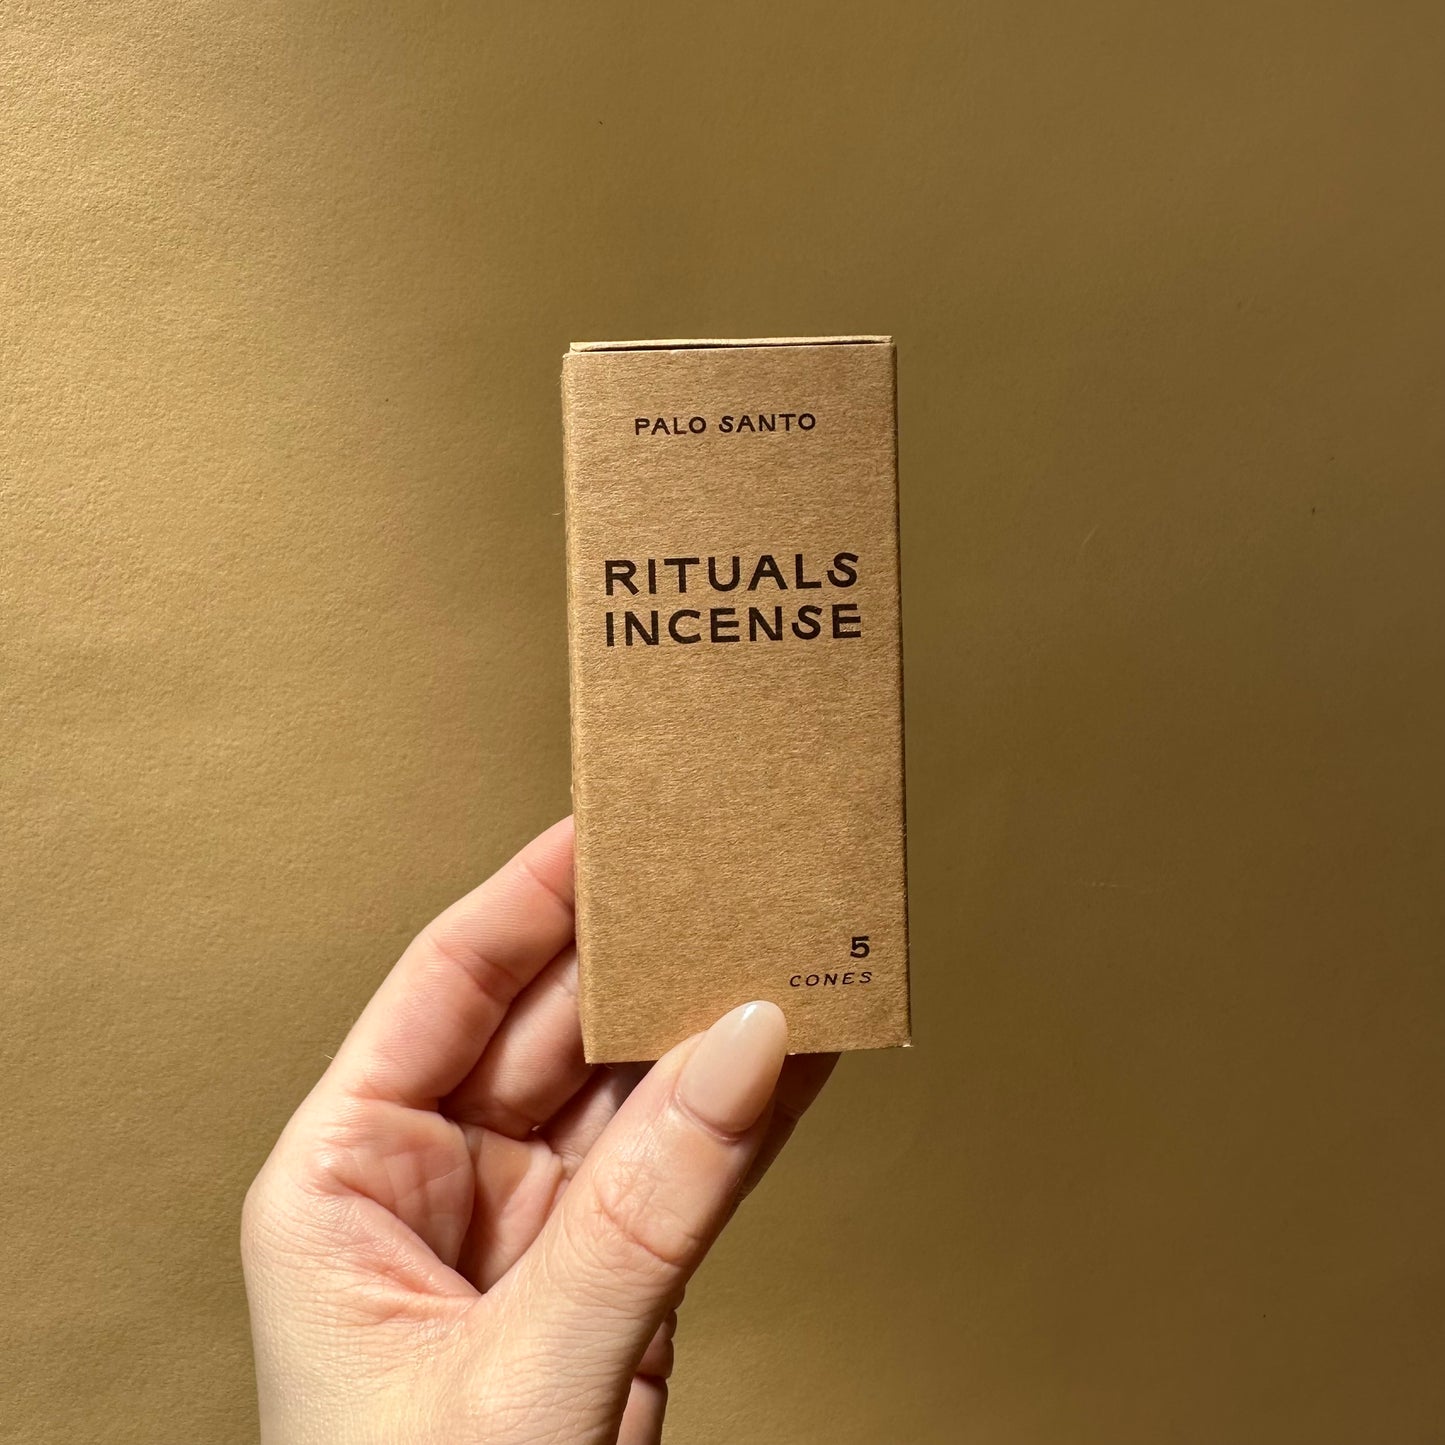 PALO SANTO
RITUALS
INCENSE
5
CONES